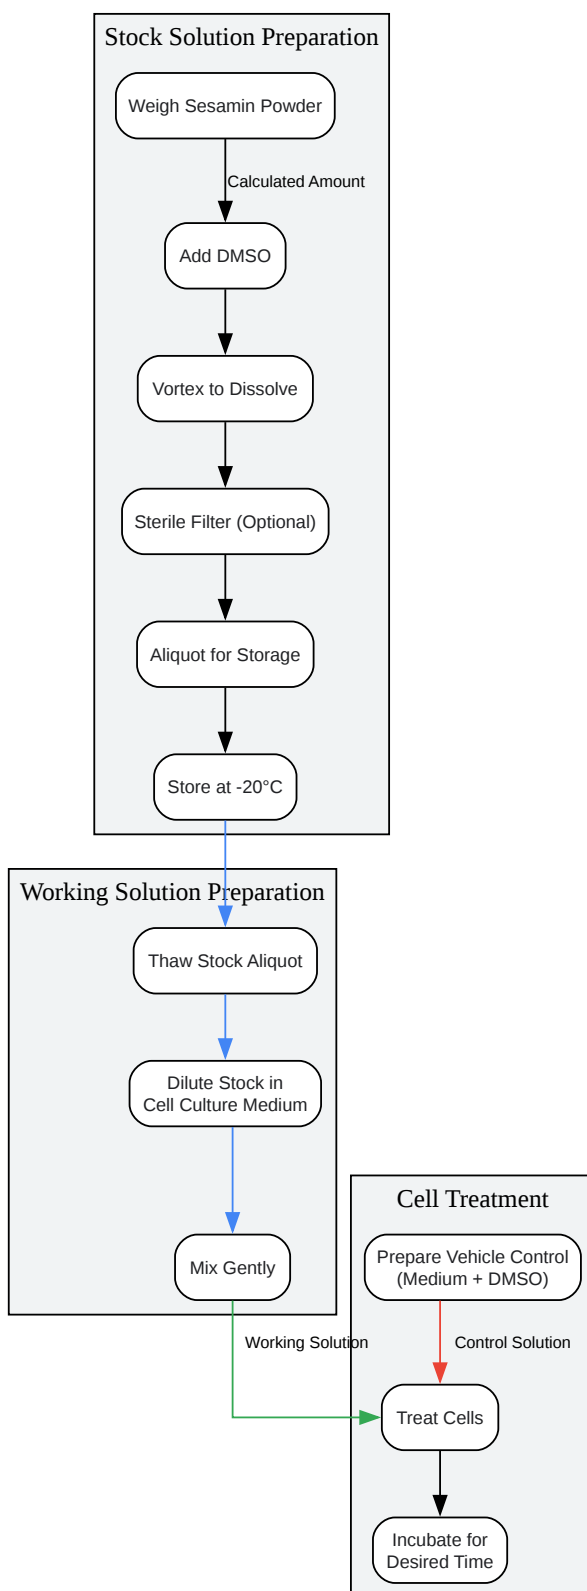 Stock Solution Preparation
Weigh Sesamin Powder
Calculated Amount
Add DMSO
Vortex to Dissolve
Sterile Filter (Optional)
Aliquot for Storage
Store at -20°C
Working Solution Preparation
Thaw Stock Aliquot
Dilute Stock in
Cell Culture Medium
Mix Gently
Cell Treatment
Prepare Vehicle Control
(Medium + DMSO)
Working Solution
Control Solution
Treat Cells
Incubate for
Desired Time